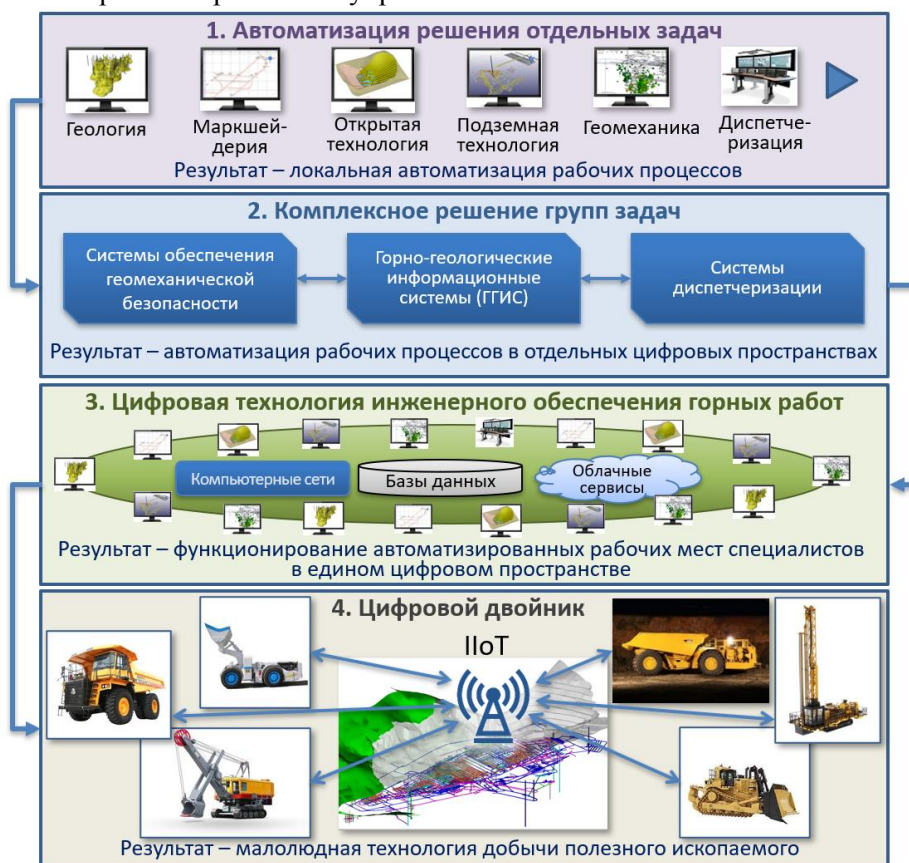 1. Автоматизация решения отдельных задач
Геология
Маркшей-
дерия
Открытая
технология
Подземная
технология
Геомеханика
Диспетче-
ризация
Результат – локальная автоматизация рабочих процессов
2. Комплексное решение групп задач
Системы обеспечения
геомеханической
безопасности
Горно-геологические
информационные
системы (ГГИС)
Системы
диспетчеризации
Результат – автоматизация рабочих процессов в отдельных цифровых пространствах
3. Цифровая технология инженерного обеспечения горных работ
Компьютерные сети
Базы данных
Облачные
сервисы
Результат – функционирование автоматизированных рабочих мест специалистов
в едином цифровом пространстве
4. Цифровой двойник
IIoT
Результат – малолюдная технология добычи полезного ископаемого